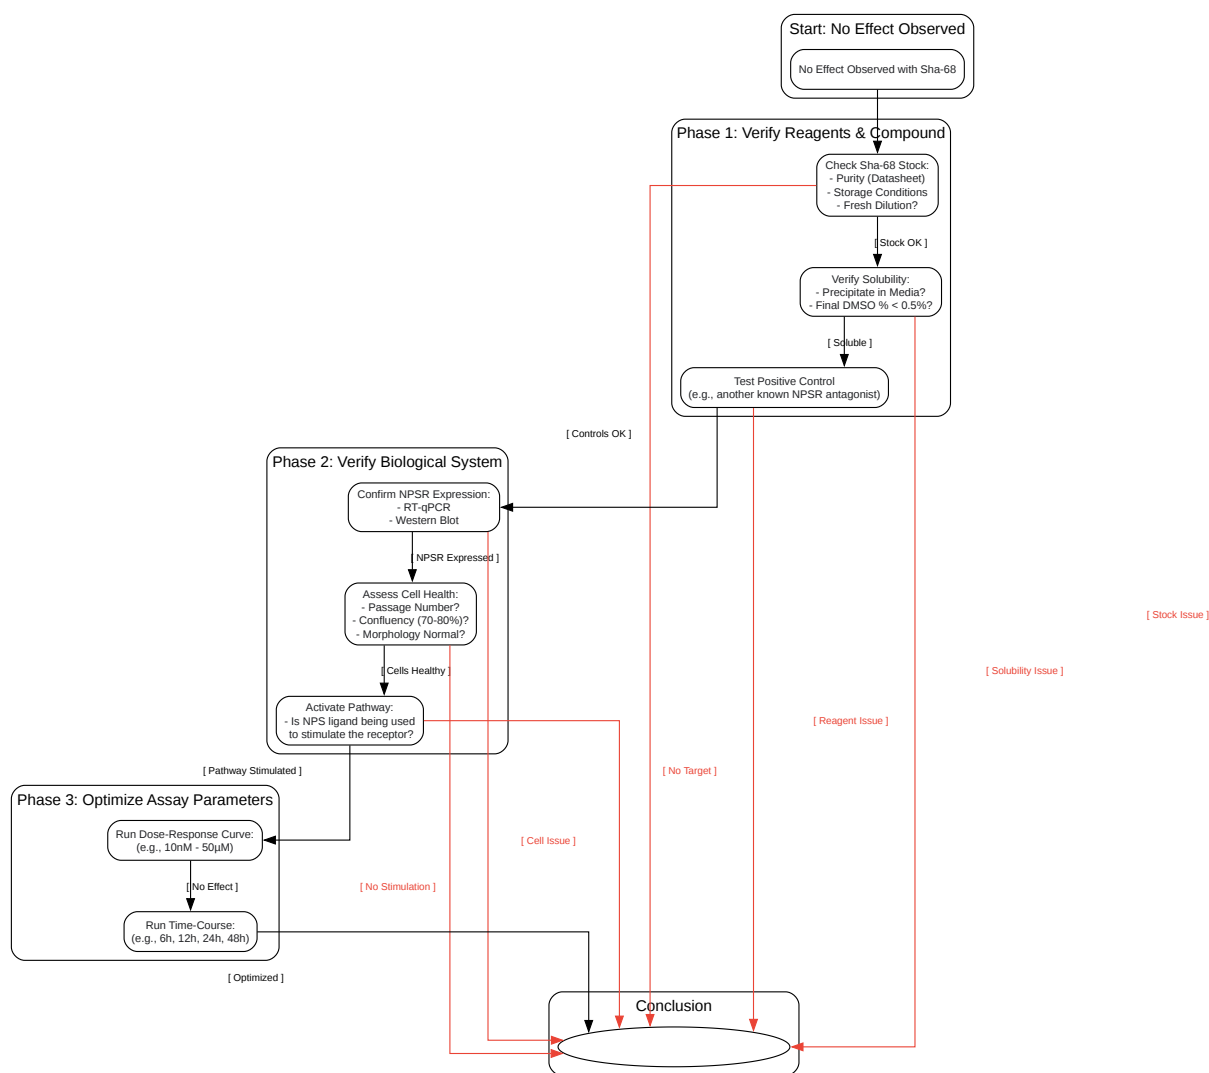 Start: No Effect Observed
No Effect Observed with Sha-68
Phase 1: Verify Reagents & Compound
Check Sha-68 Stock:
- Purity (Datasheet)
- Storage Conditions
- Fresh Dilution?
[ Stock OK ]
Verify Solubility:
- Precipitate in Media?
- Final DMSO % < 0.5%?
[ Soluble ]
Test Positive Control
(e.g., another known NPSR antagonist)
[ Controls OK ]
Phase 2: Verify Biological System
Confirm NPSR Expression:
- RT-qPCR
- Western Blot
[ NPSR Expressed ]
Assess Cell Health:
- Passage Number?
- Confluency (70-80%)?
- Morphology Normal?
[ Stock Issue ]
[ Cells Healthy ]
[ Solubility Issue ]
Activate Pathway:
- Is NPS ligand being used
to stimulate the receptor?
[ Reagent Issue ]
[ Pathway Stimulated ]
[ No Target ]
Phase 3: Optimize Assay Parameters
Run Dose-Response Curve:
(e.g., 10nM - 50µM)
[ Cell Issue ]
[ No Effect ]
[ No Stimulation ]
Run Time-Course:
(e.g., 6h, 12h, 24h, 48h)
[ Optimized ]
Conclusion